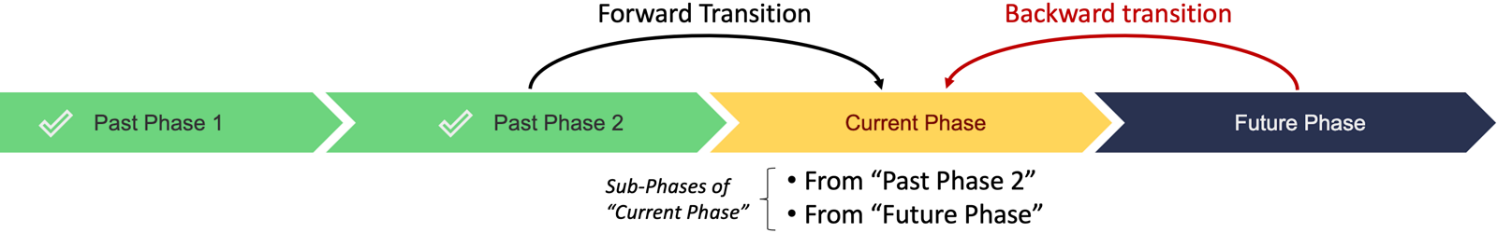 Forward Transition
Backward transition
Past Phase 1
Past Phase 2
Current Phase
Future Phase
Sub-Phases of
“Current Phase”
• From “Past Phase 2”
• From “Future Phase”